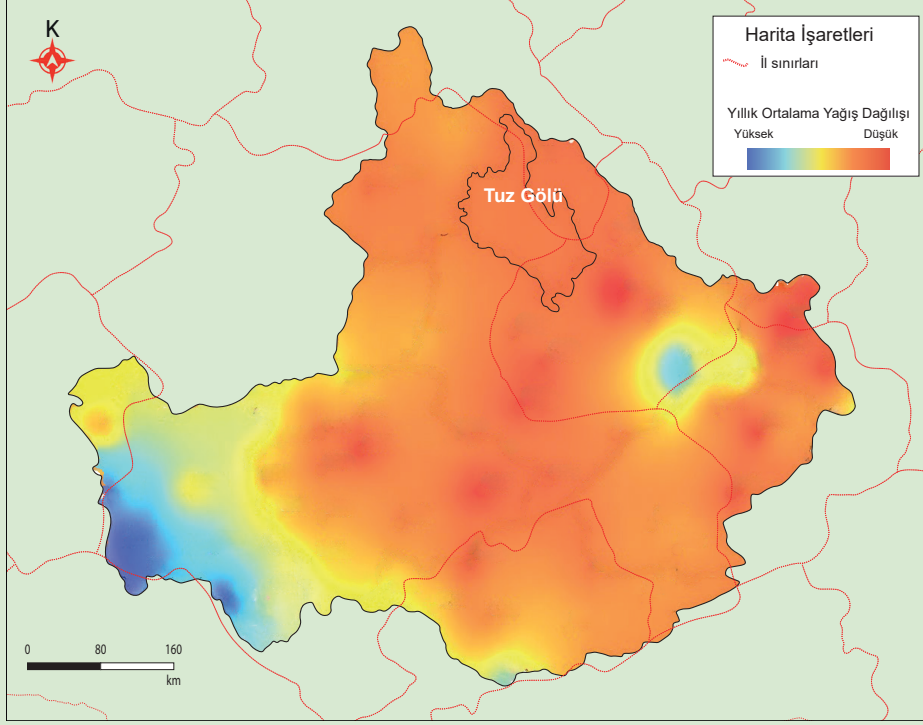 K
Harita İşaretleri
İl sınırları
Yıllık Ortalama Yağış Dağılışı
Yüksek Düşük
Tuz Gölü
0 80 160
km